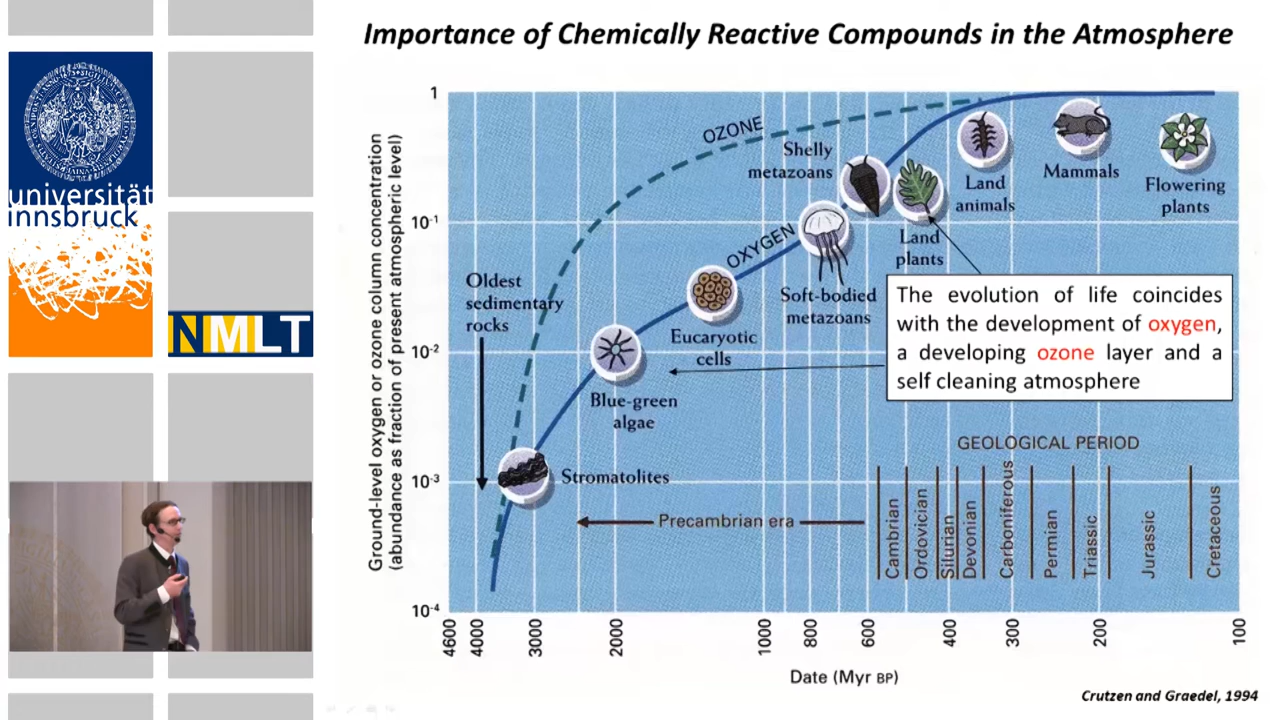 Importance of Chemically Reactive Compounds in the Atmosphere
universität
innsbruck
NMLT
Ground-level oxygen or ozone column concentration
(abundance as fraction of present atmospheric level)
1
10-1
10-2
10-3
10-4
OZONE
OXYGEN
Oldest
sedimentary
rocks
Stromatolites
Blue-green
algae
Eucaryotic
cells
Soft-bodied
metazoans
Shelly
metazoans
Land
plants
Land
animals
Mammals
Flowering
plants
The evolution of life coincides
with the development of oxygen,
a developing ozone layer and a
self cleaning atmosphere
GEOLOGICAL PERIOD
Precambrian era
Cambrian
Ordovician
Silurian
Devonian
Carboniferous
Permian
Triassic
Jurassic
Cretaceous
4600
4000
3000
2000
1000
800
600
400
300
200
100
Date (Myr BP)
Crutzen and Graedel, 1994